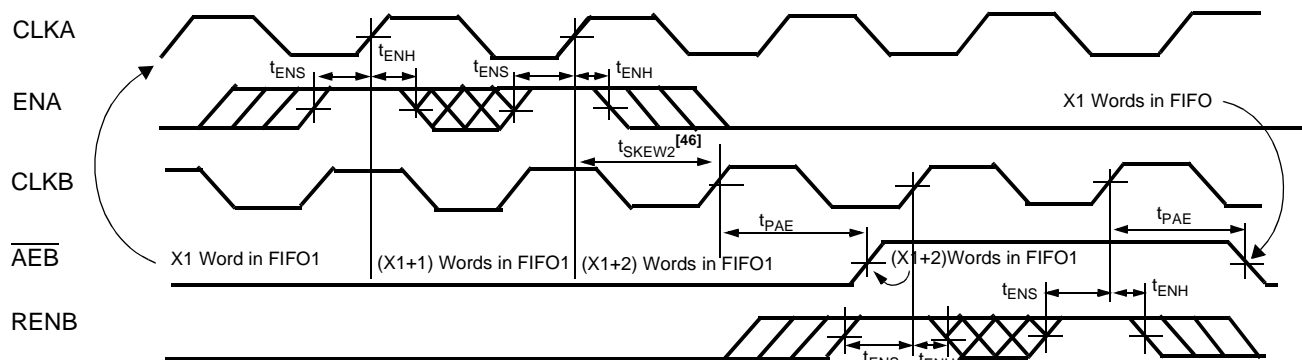 CLKA
tENH
tENS tENS tENH
ENA
X1 Words in FIFO
tSKEW2[46]
CLKB
tPAE tPAE
AEB
X1 Word in FIFO1 (X1+1) Words in FIFO1 (X1+2) Words in FIFO1 (X1+2)Words in FIFO1
tENS tENH
RENB
tENS tENH